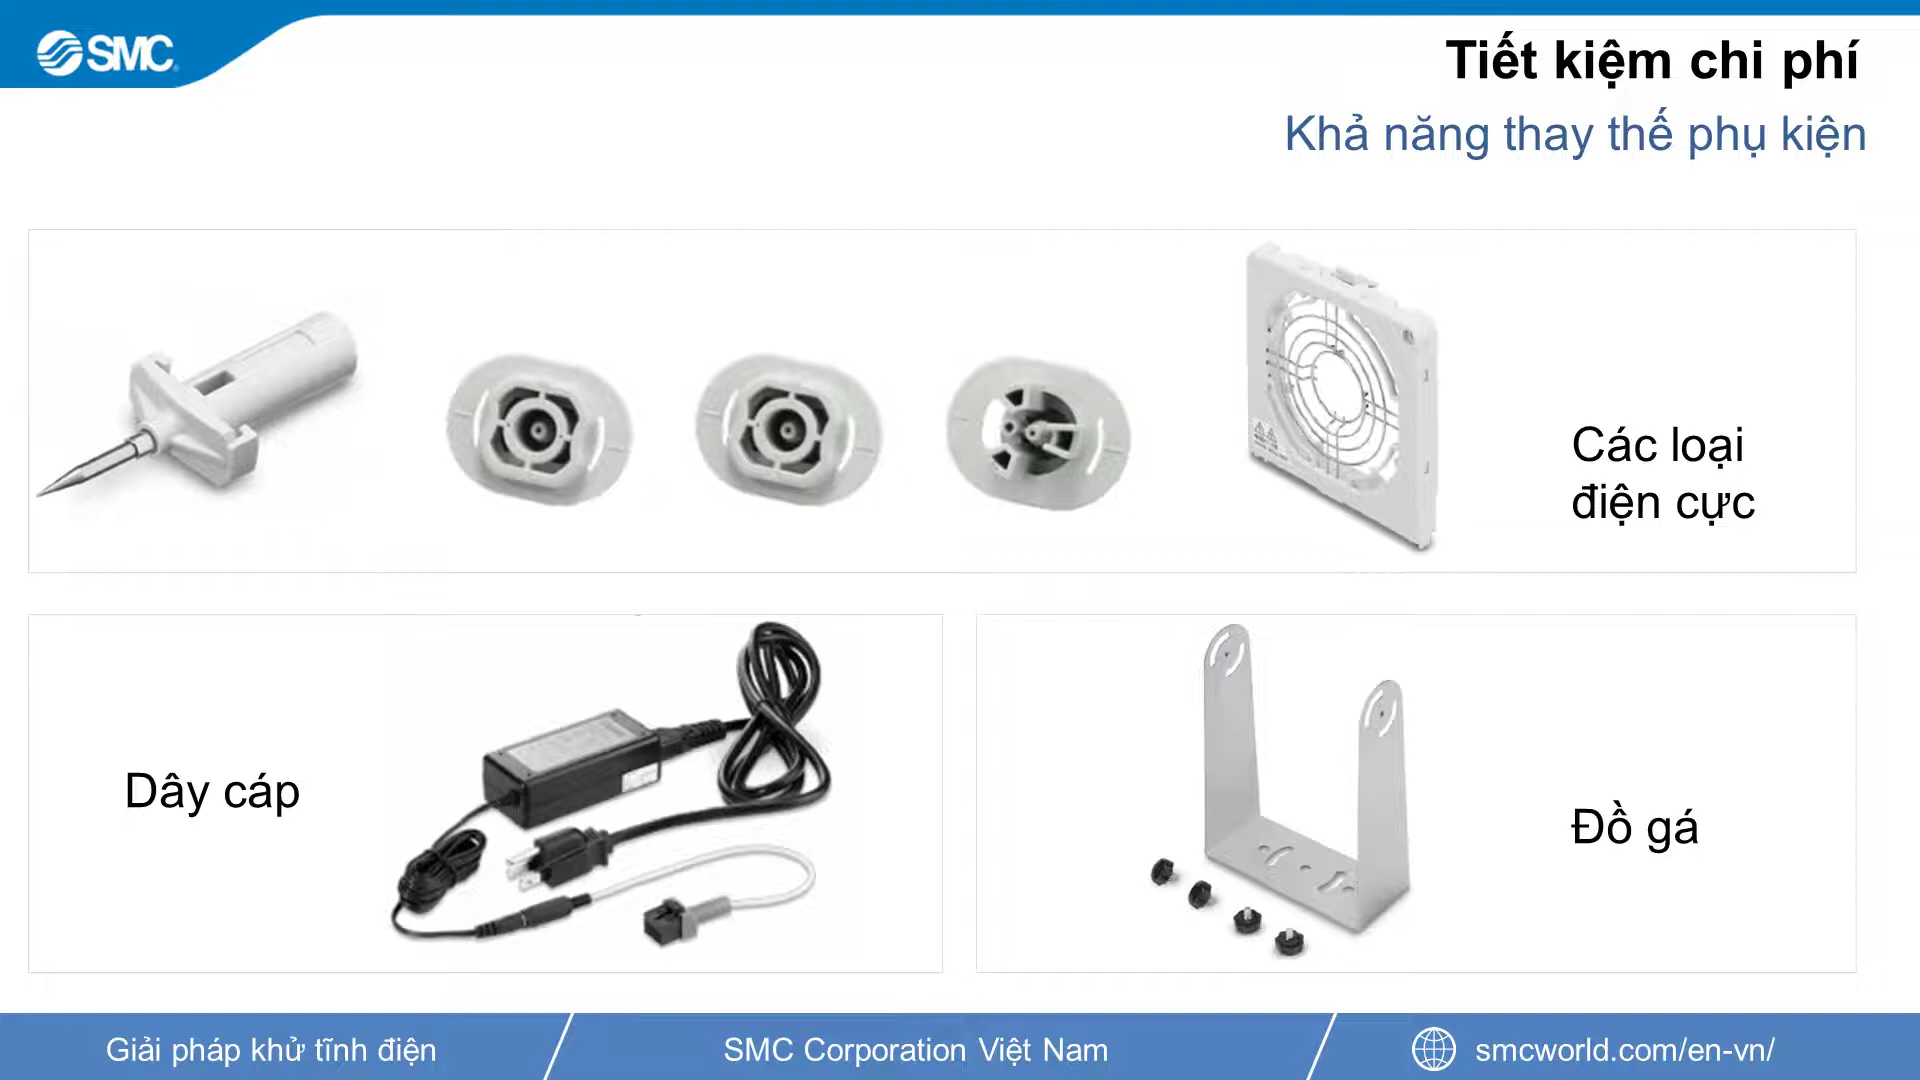 SMC
Tiết kiệm chi phí
Khả năng thay thế phụ kiện
Các loại
điện cực
Dây cáp
Đồ gá
Giải pháp khử tĩnh điện
SMC Corporation Việt Nam
smcworld.com/en-vn/